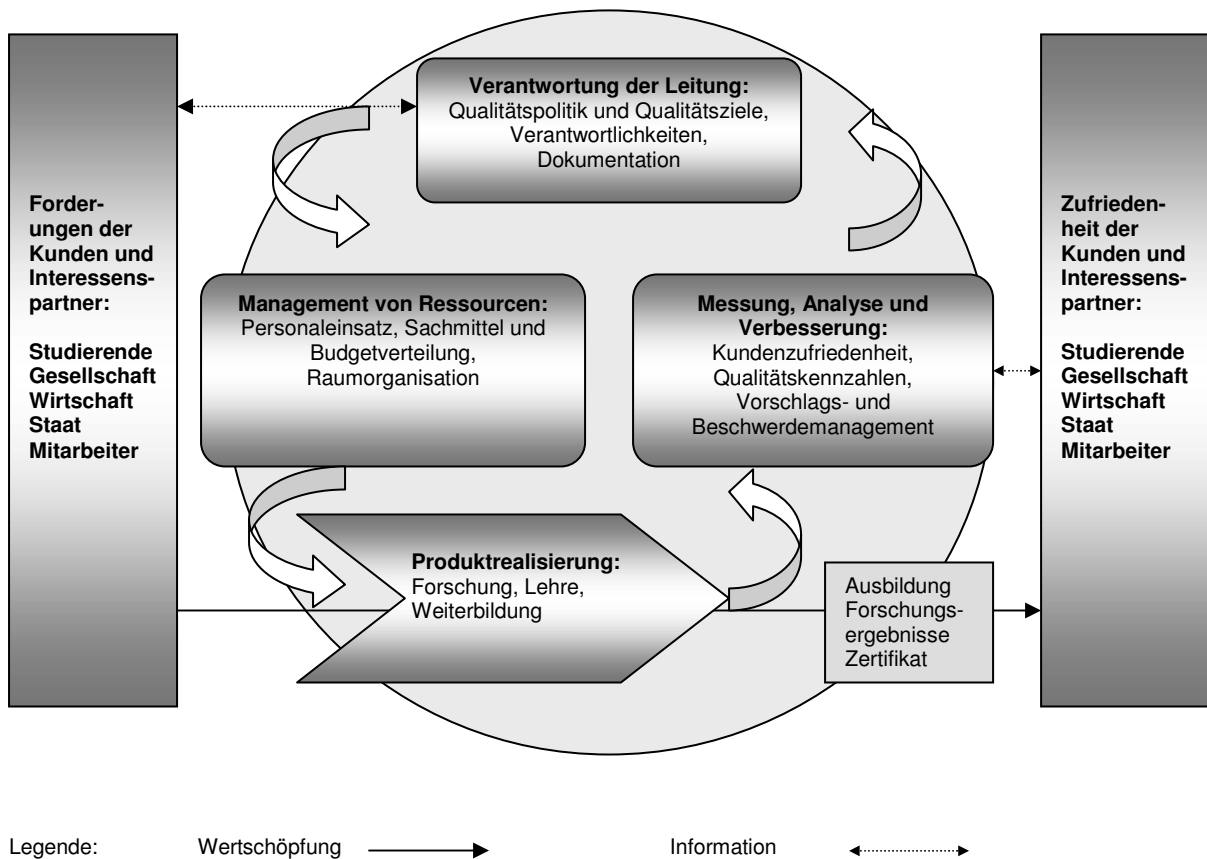 Verantwortung der Leitung:
Qualitätspolitik und Qualitätsziele,
Verantwortlichkeiten,
Dokumentation
Forder-
ungen der
Kunden und
Interessens-
partner:
Studierende
Gesellschaft
Wirtschaft
Staat
Mitarbeiter
Management von Ressourcen:
Personaleinsatz, Sachmittel und
Budgetverteilung,
Raumorganisation
Messung, Analyse und
Verbesserung:
Kundenzufriedenheit,
Qualitätskennzahlen,
Vorschlags- und
Beschwerdemanagement
Zufrieden-
heit der
Kunden und
Interessens-
partner:
Studierende
Gesellschaft
Wirtschaft
Staat
Mitarbeiter
Produktrealisierung:
Forschung, Lehre,
Weiterbildung
Ausbildung
Forschungs-
ergebnisse
Zertifikat
Legende: Wertschöpfung Information